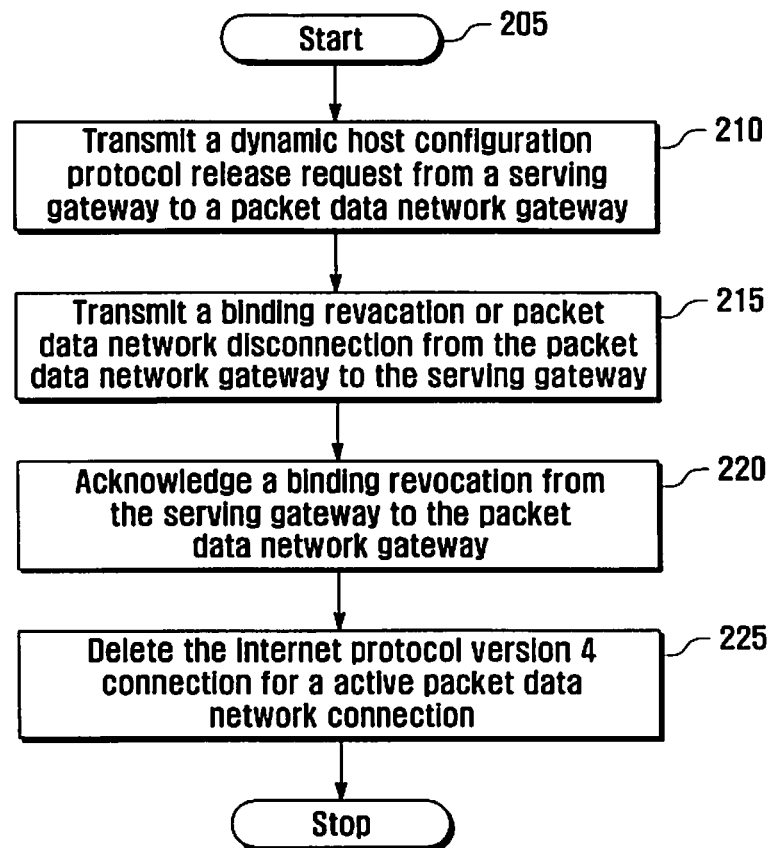 Start
205
Transmit a dynamic host configuration
protocol release request from a serving
gateway to a packet data network gateway
210
Transmit a binding revacation or packet
data network disconnection from the packet
data network gateway to the serving gateway
215
Acknowledge a binding revocation from
the serving gateway to the packet
data network gateway
220
Delete the internet protocol version 4
connection for a active packet data
network connection
225
Stop